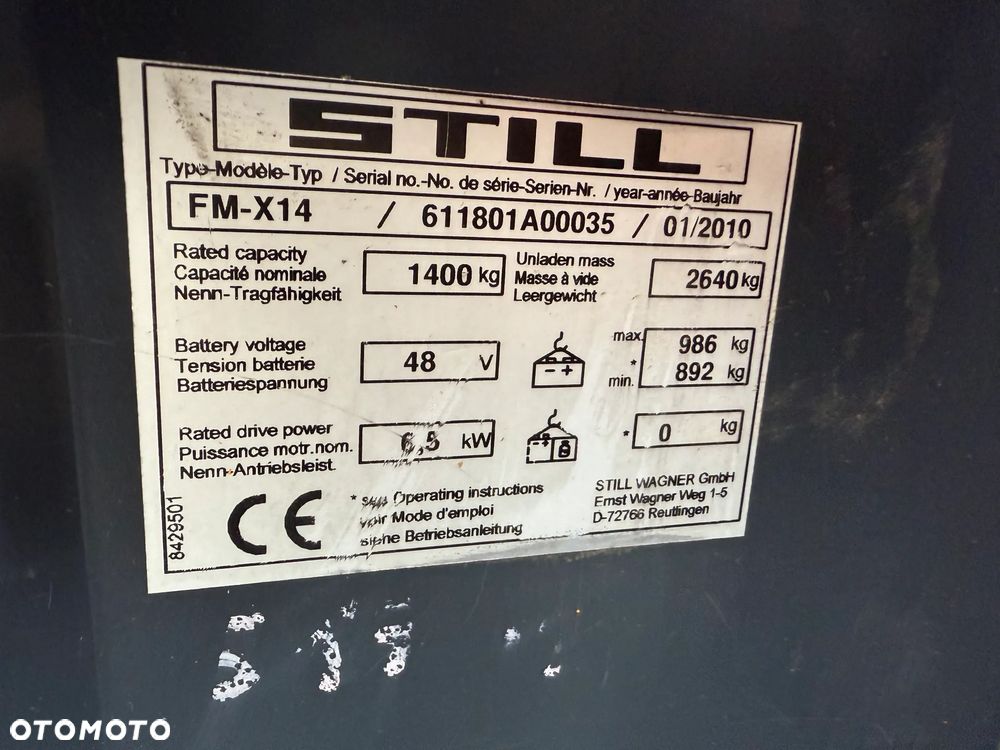 STILL
Type-Modèle-Typ / Serial no.-No. de série-Serien-Nr. / year-année-Baujahr
FM-X14 / 611801A00035 / 01/2010
Rated capacity
Capacité nominale
Nenn-Tragfähigkeit
1400 kg
Unladen mass
Masse à vide
Leergewicht
2640 kg
Battery voltage
Tension batterie
Batteriespannung
48 V
- +
max. 986 kg
*
min. 892 kg
Rated drive power
Puissance motr.nom.
Nenn-Antriebsleist.
6,5 kW
- +
* 0 kg
CE
* see Operating instructions
voir Mode d'emploi
siehe Betriebsanleitung
STILL WAGNER GmbH
Ernst Wagner Weg 1-5
D-72766 Reutlingen
8429501
OTOMOTO